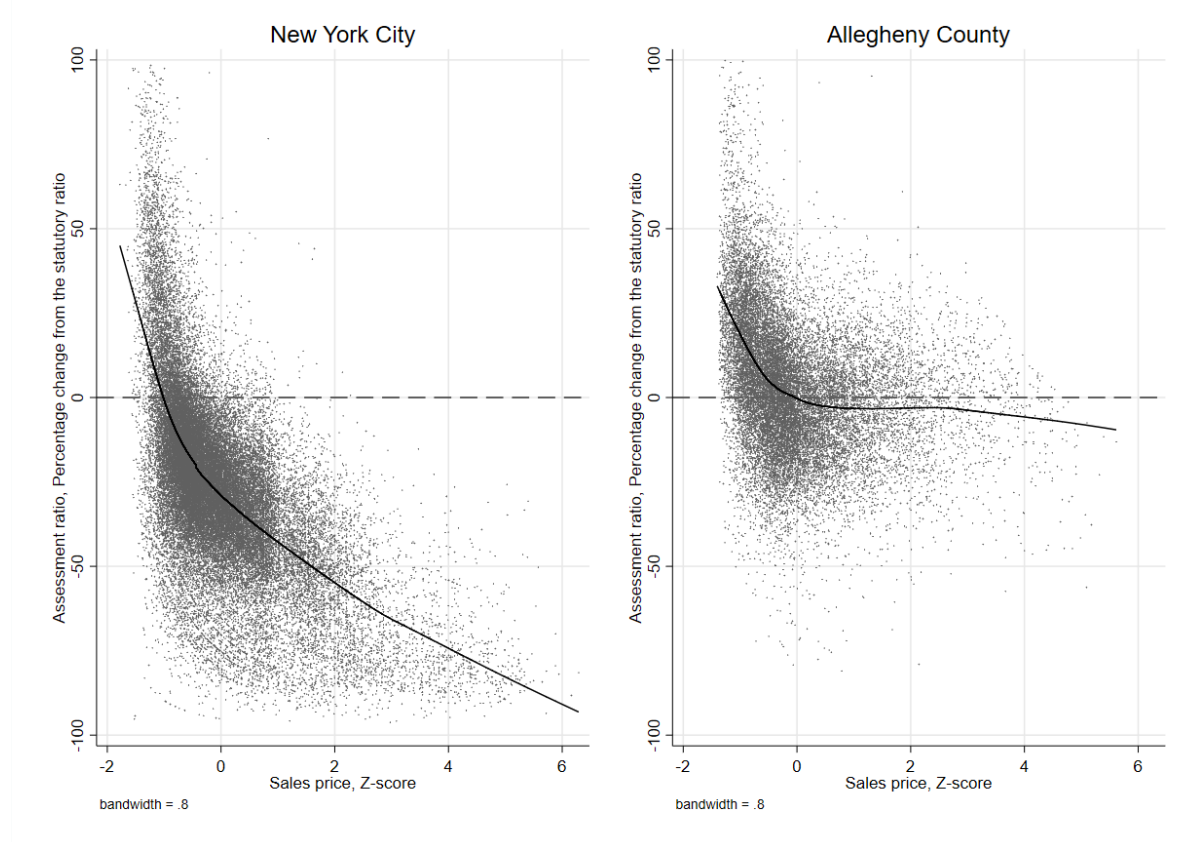 New York City
Assessment ratio, Percentage change from the statutory ratio
100
50
0
-50
-100
-2 0 2 4 6
Sales price, Z-score
bandwidth = .8
Allegheny County
Assessment ratio, Percentage change from the statutory ratio
100
50
0
-50
-100
-2 0 2 4 6
Sales price, Z-score
bandwidth = .8